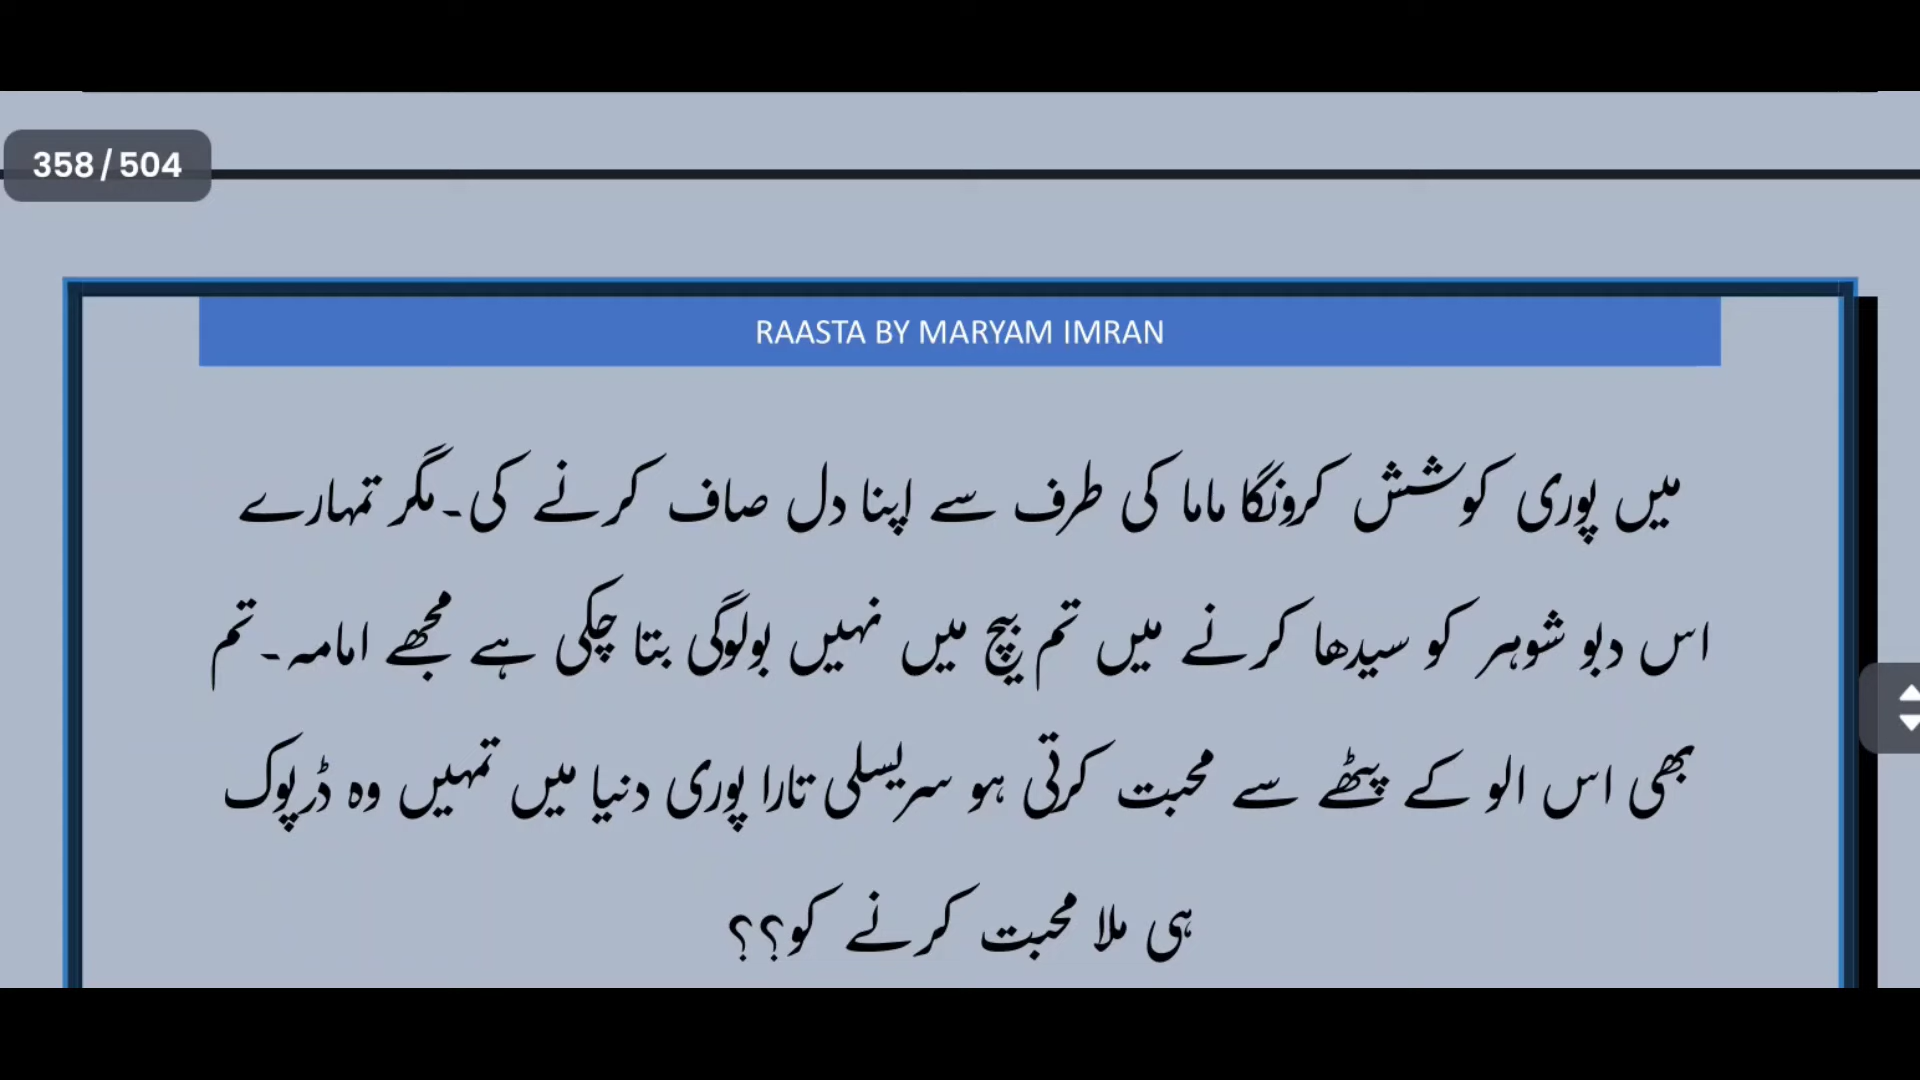 358/504
RAASTA BY MARYAM IMRAN
میں پوری کوشش کرونگا ماما کی طرف سے اپنا دل صاف کرنے کی۔مگر تمہارے
اس دبو شوہر کو سیدھا کرنے میں تم بیچ میں نہیں بولوگی بتا چکی ہے مجھے امامہ۔تم
بھی اس الو کے پٹھے سے محبت کرتی ہو سریسلی تارا پوری دنیا میں تمہیں وہ ڈرپوک
ہی ملا محبت کرنے کو؟؟